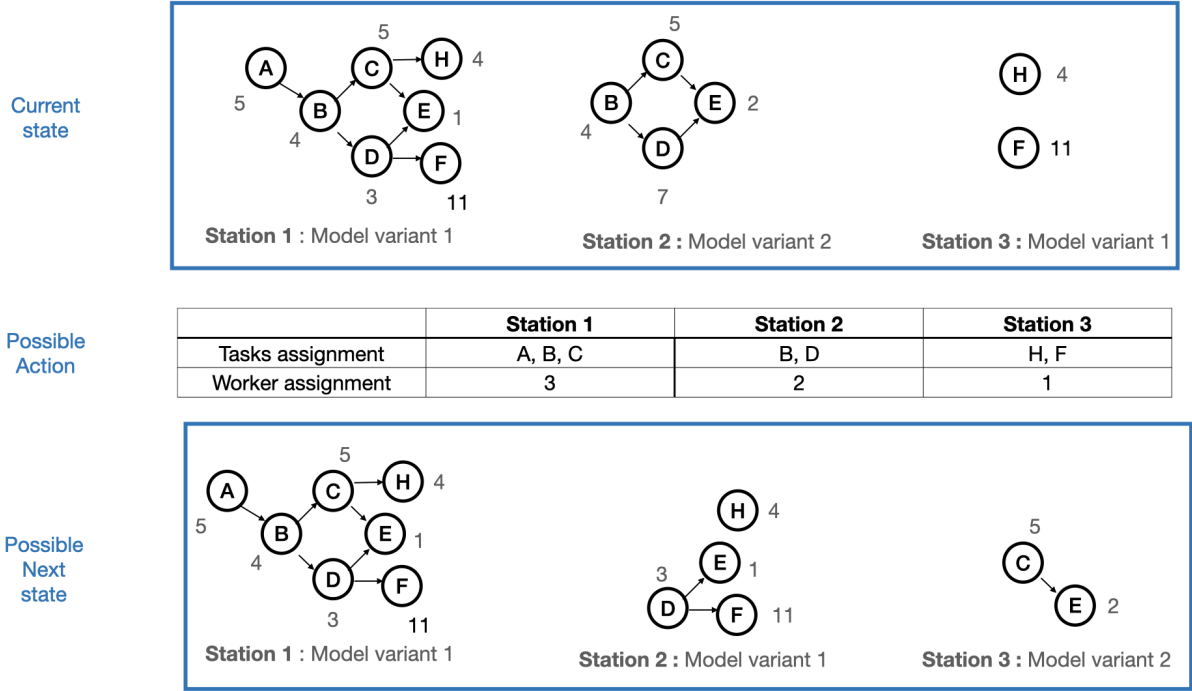 Current
state
5
A
C
H
4
5
B
E
1
4
D
F
3
11
Station 1 : Model variant 1
5
C
B
E
2
4
D
7
Station 2 : Model variant 2
H
4
F
11
Station 3 : Model variant 1
Possible
Action
Station 1
Station 2
Station 3
Tasks assignment
A, B, C
B, D
H, F
Worker assignment
3
2
1
Possible
Next
state
5
A
C
H
4
5
B
E
1
4
D
F
3
11
Station 1 : Model variant 1
H
4
3
E
1
D
F
11
Station 2 : Model variant 1
5
C
E
2
Station 3 : Model variant 2